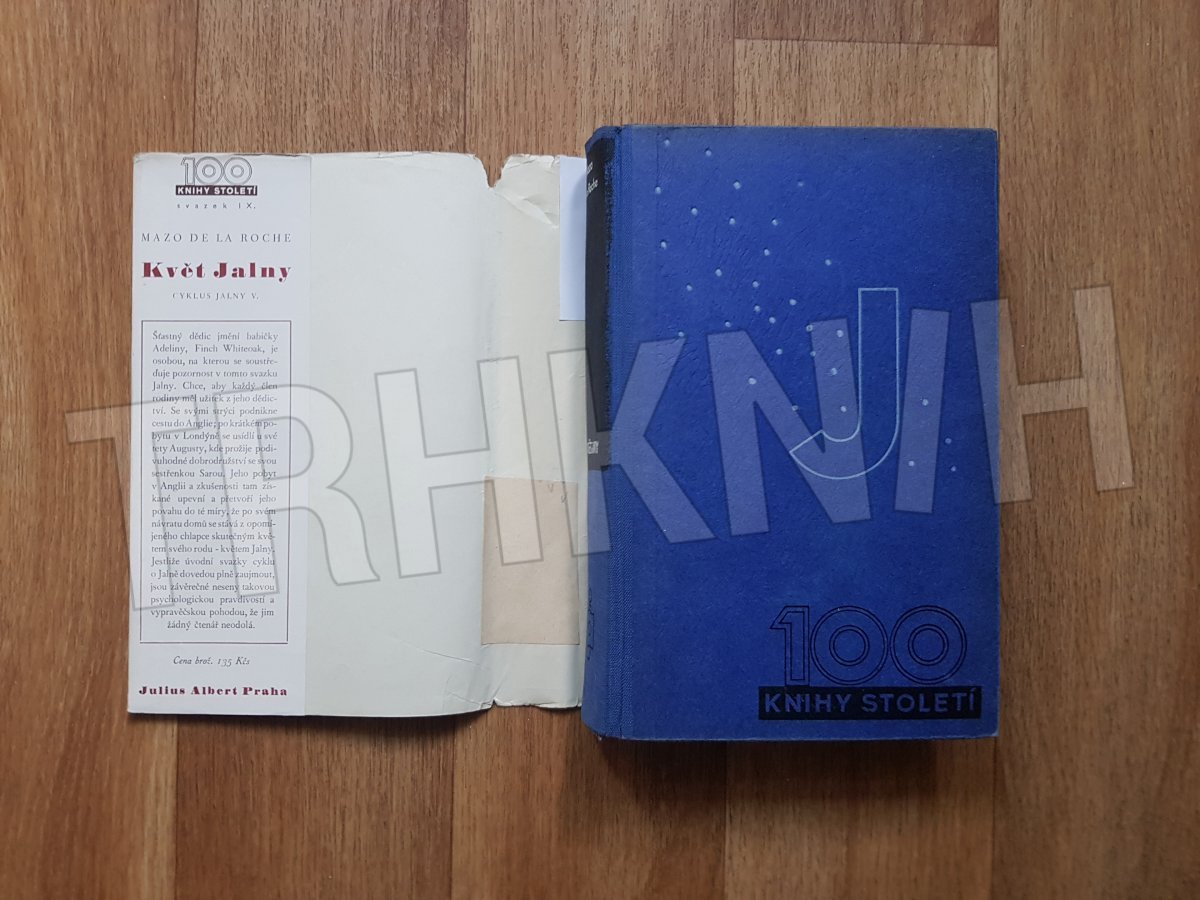 100
KNIHY STOLETÍ
svazek IX.
MAZO DE LA ROCHE
Květ Jalny
CYKLUS JALNY V.
Šťastný dědic jmění babičky
Adeliny, Finch Whiteoak, je
osobou, na kterou se soustře-
ďuje pozornost v tomto svazku
Jalny. Chce, aby každý člen
rodiny měl užitek z jeho dědic-
tví. Se svými strýci podnikne
cestu do Anglie; po krátkém po-
bytu v Londýně se usídlí u své
tety Augusty, kde prožije podi-
vuhodné dobrodružství se svou
sestřenkou Sarou. Jeho pobyt
v Anglii a zkušenosti tam zís-
kané upevní a přetvoří jeho
povahu do té míry, že po svém
návratu domů se stává z opomí-
jeného chlapce skutečným kvě-
tem svého rodu - květem Jalny.
Jestliže úvodní svazky cyklu
o Jalně dovedou plně zaujmout,
jsou závěrečné neseny takovou
psychologickou pravdivostí a
vypravěčskou pohodou, že jim
žádný čtenář neodolá.
Cena brož. 135 Kčs
Julius Albert Praha
Roche
J
100
KNIHY STOLETÍ
TRHKNIH